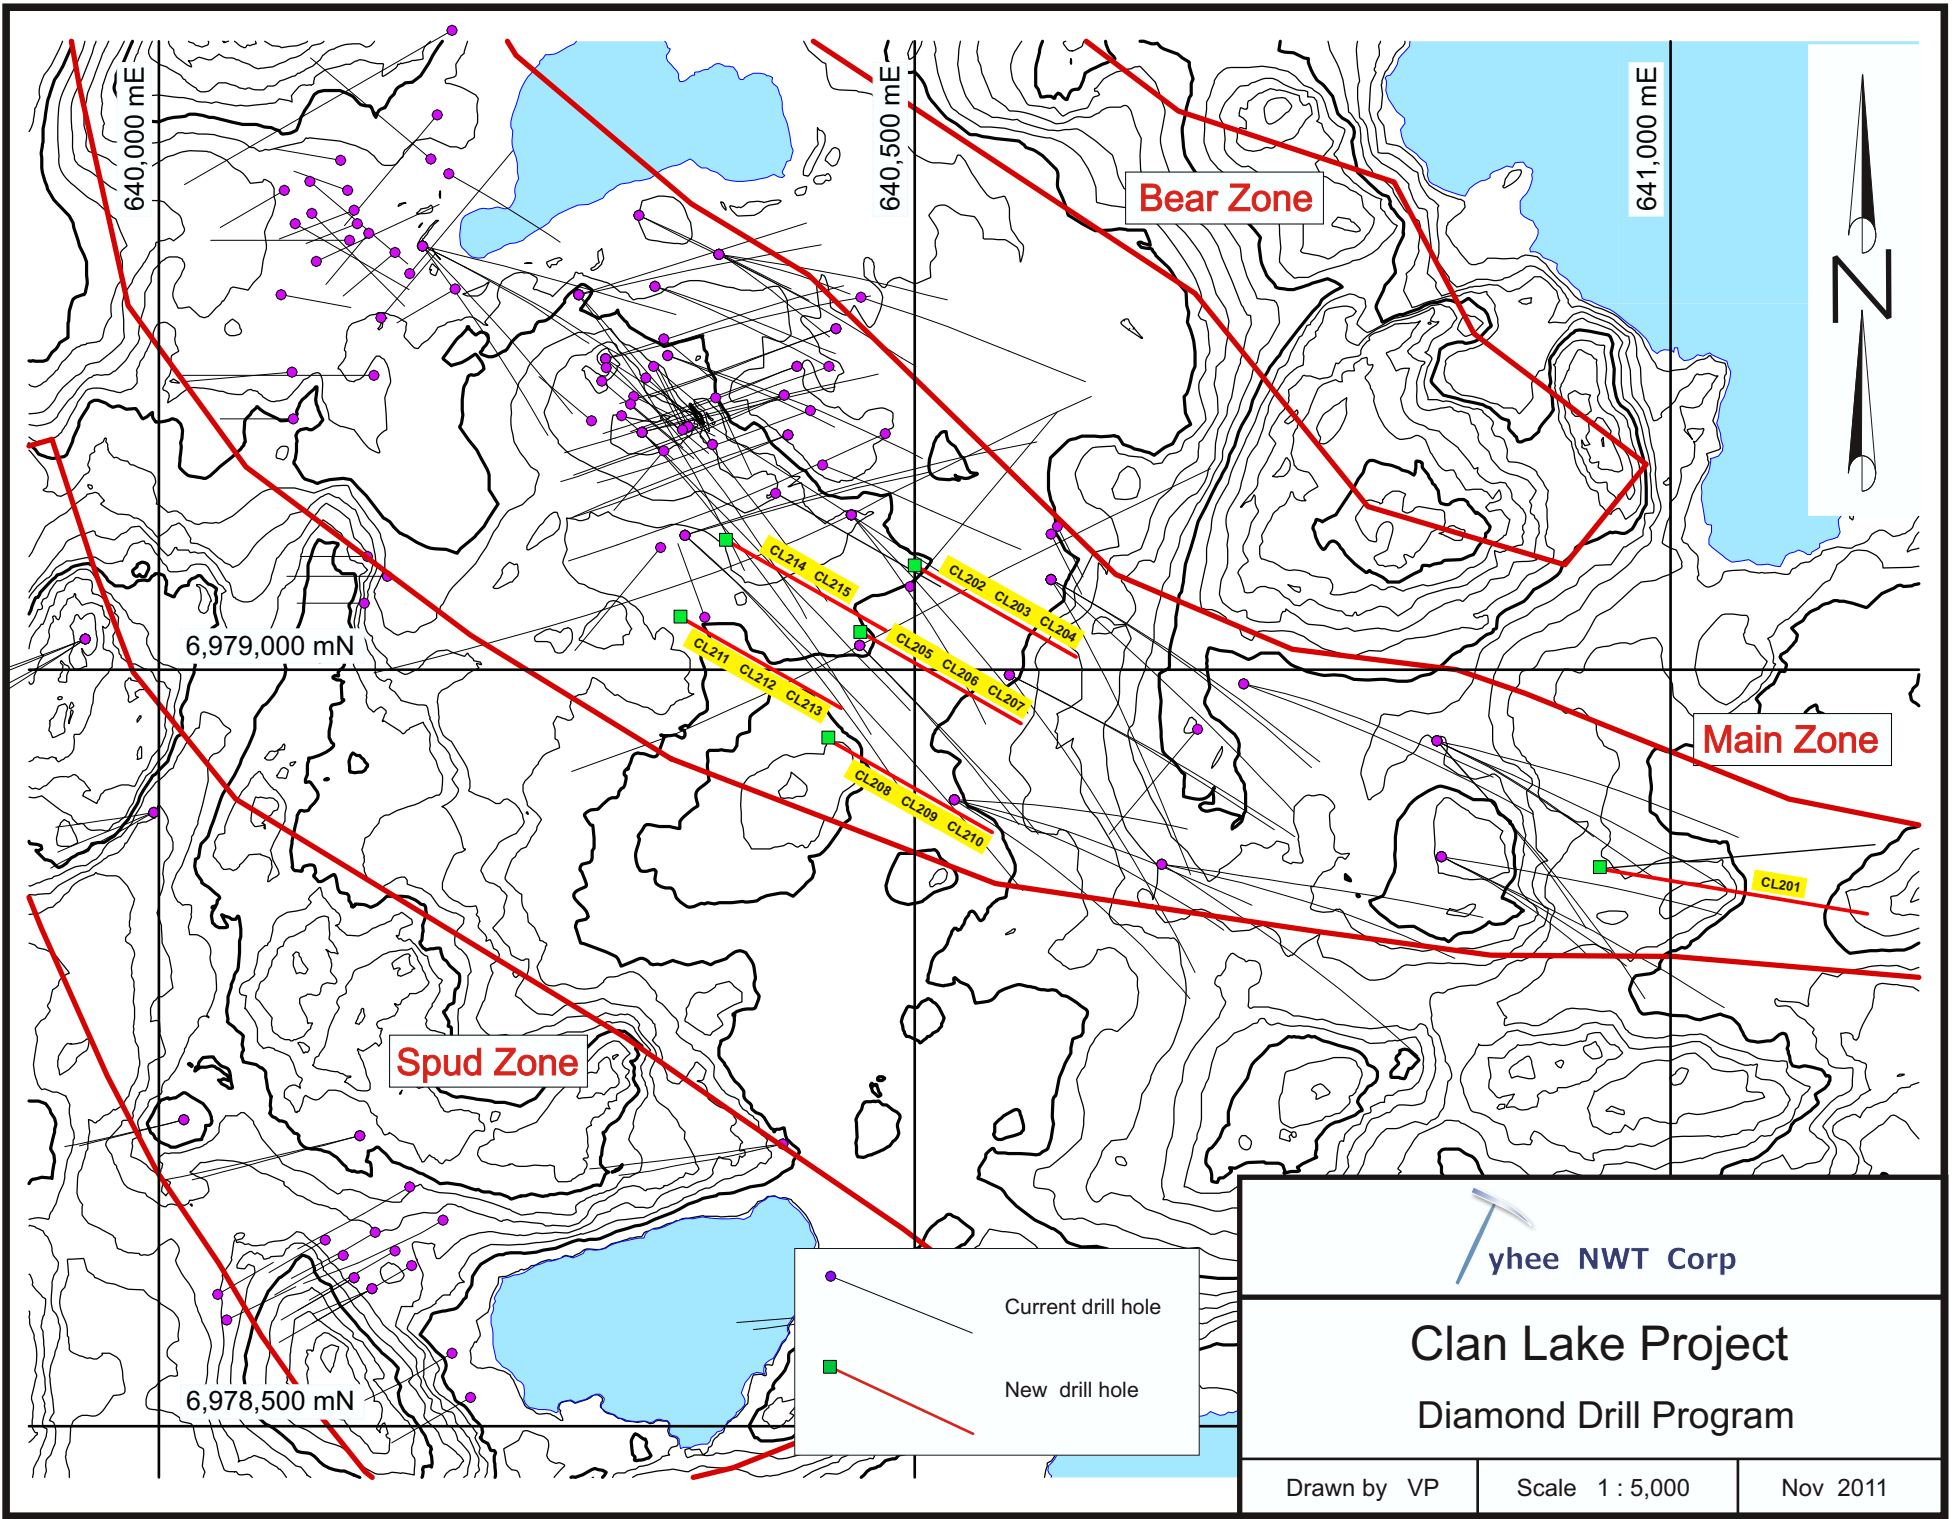 640,000 mE
640,500 mE
641,000 mE
Bear Zone
N
CL214 CL215
CL202 CL203 CL204
6,979,000 mN
CL211 CL212 CL213
CL205 CL206 CL207
Main Zone
CL208 CL209 CL210
CL201
Spud Zone
yhee NWT Corp
Current drill hole
Clan Lake Project
New drill hole
6,978,500 mN
Diamond Drill Program
Drawn by VP
Scale 1 : 5,000
Nov 2011